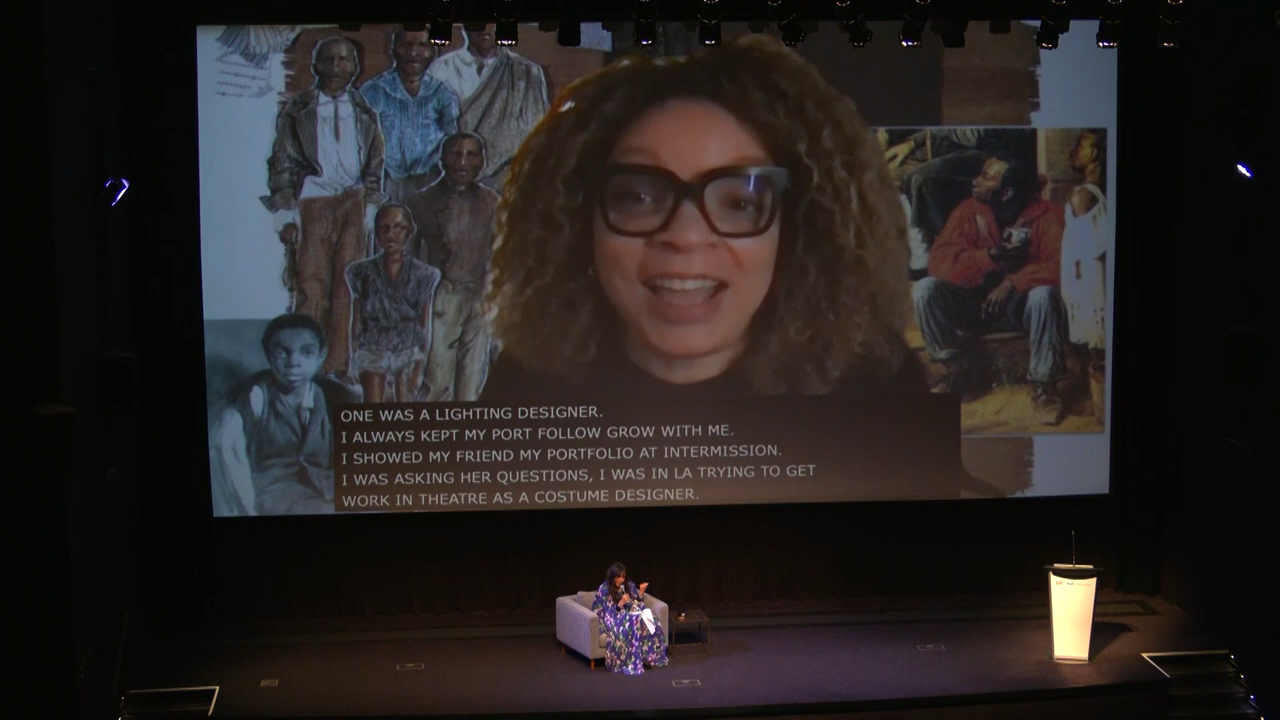 ONE WAS A LIGHTING DESIGNER.
I ALWAYS KEPT MY PORT FOLLOW GROW WITH ME.
I SHOWED MY FRIEND MY PORTFOLIO AT INTERMISSION.
I WAS ASKING HER QUESTIONS, I WAS IN LA TRYING TO GET
WORK IN THEATRE AS A COSTUME DESIGNER.